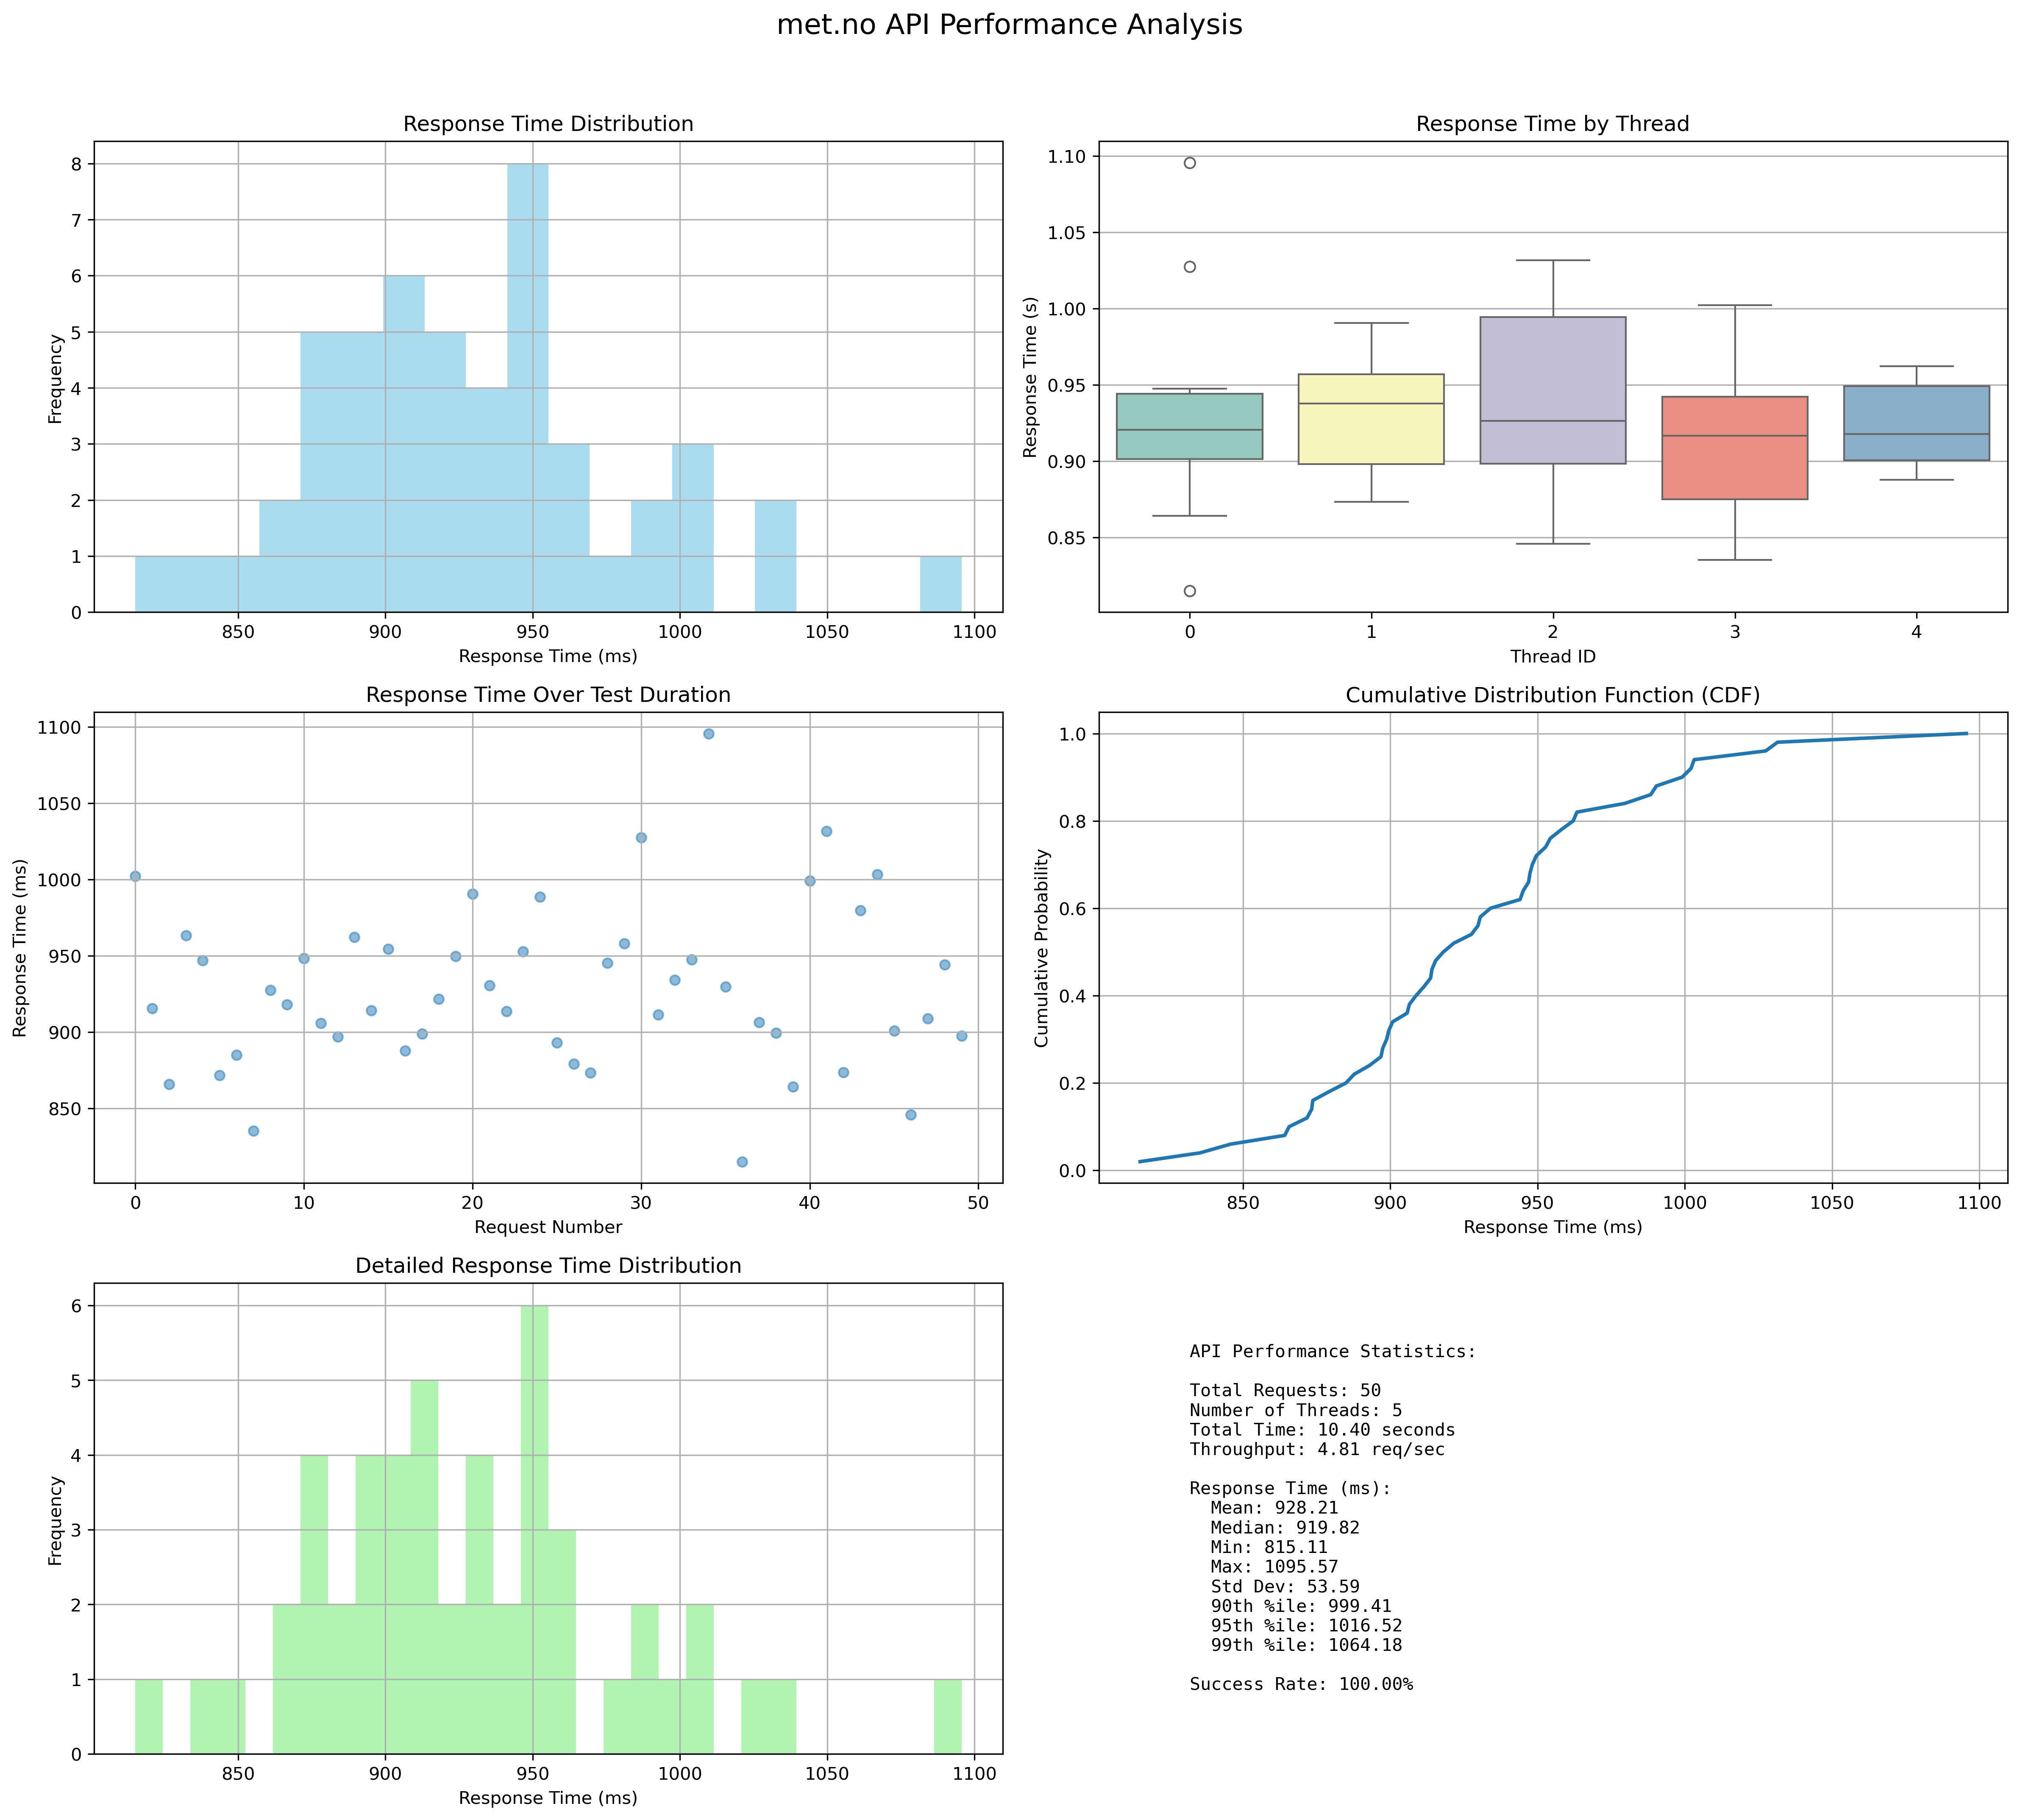 met.no API Performance Analysis
Response Time Distribution
8
7
6
5
4
3
2
1
0
Frequency
850 900 950 1000 1050 1100
Response Time (ms)
Response Time by Thread
1.10
1.05
1.00
0.95
0.90
0.85
Response Time (s)
0 1 2 3 4
Thread ID
Response Time Over Test Duration
1100
1050
1000
950
900
850
Response Time (ms)
0 10 20 30 40 50
Request Number
Cumulative Distribution Function (CDF)
1.0
0.8
0.6
0.4
0.2
0.0
Cumulative Probability
850 900 950 1000 1050 1100
Response Time (ms)
Detailed Response Time Distribution
6
5
4
3
2
1
0
Frequency
850 900 950 1000 1050 1100
Response Time (ms)
API Performance Statistics:
Total Requests: 50
Number of Threads: 5
Total Time: 10.40 seconds
Throughput: 4.81 req/sec
Response Time (ms):
Mean: 928.21
Median: 919.82
Min: 815.11
Max: 1095.57
Std Dev: 53.59
90th %ile: 999.41
95th %ile: 1016.52
99th %ile: 1064.18
Success Rate: 100.00%